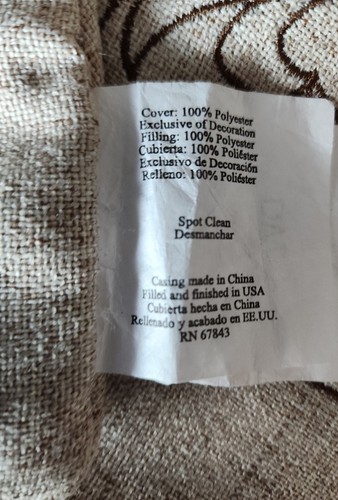 Cover: 100% Polyester
Exclusive of Decoration
Filling: 100% Polyester
Cubierta: 100% Poliéster
Exclusivo de Decoración
Relleno: 100% Poliéster
Spot Clean
Desmanchar
Casing made in China
Filled and finished in USA
Cubierta hecha en China
Rellenado y acabado en EE.UU.
RN 67843